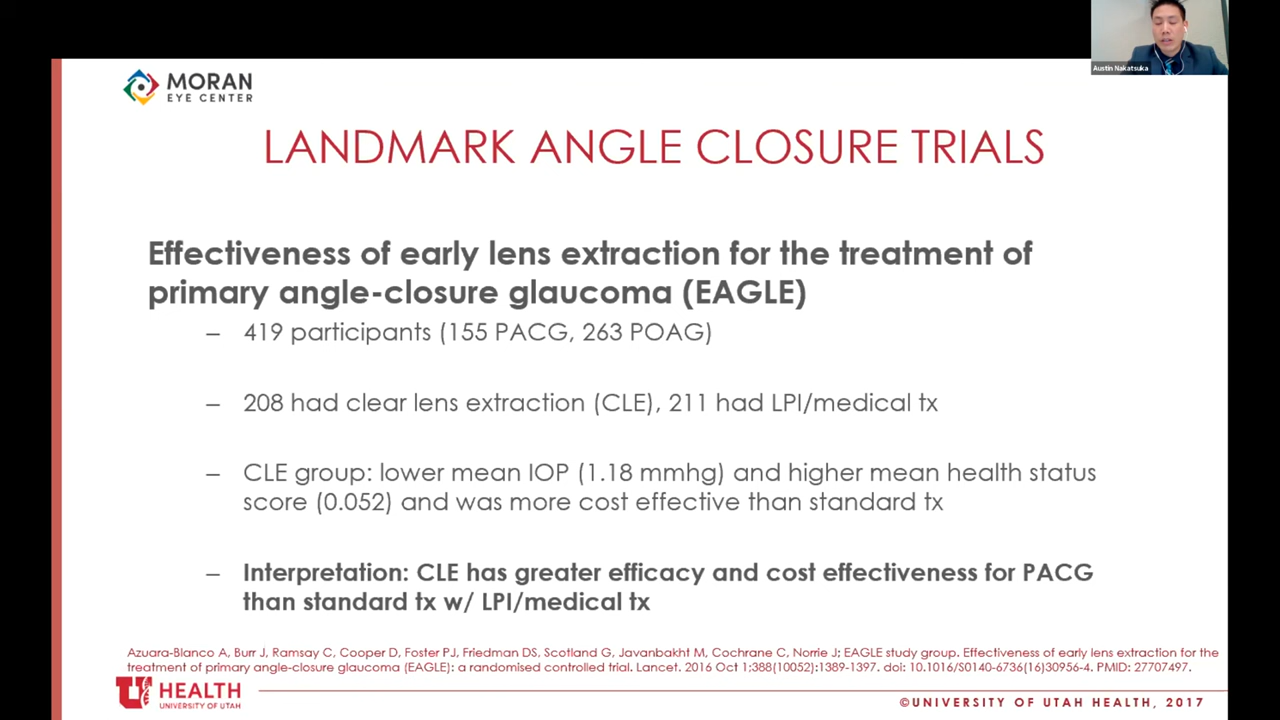 Austin Nakatsuka
MORAN
EYE CENTER
LANDMARK ANGLE CLOSURE TRIALS
Effectiveness of early lens extraction for the treatment of
primary angle-closure glaucoma (EAGLE)
– 419 participants (155 PACG, 263 POAG)
– 208 had clear lens extraction (CLE), 211 had LPI/medical tx
– CLE group: lower mean IOP (1.18 mmhg) and higher mean health status
score (0.052) and was more cost effective than standard tx
– Interpretation: CLE has greater efficacy and cost effectiveness for PACG
than standard tx w/ LPI/medical tx
Azuara-Blanco A, Burr J, Ramsay C, Cooper D, Foster PJ, Friedman DS, Scotland G, Javanbakht M, Cochrane C, Norrie J; EAGLE study group. Effectiveness of early lens extraction for the
treatment of primary angle-closure glaucoma (EAGLE): a randomised controlled trial. Lancet. 2016 Oct 1;388(10052):1389-1397. doi: 10.1016/S0140-6736(16)30956-4. PMID: 27707497.
U HEALTH
UNIVERSITY OF UTAH
©UNIVERSITY OF UTAH HEALTH, 2017